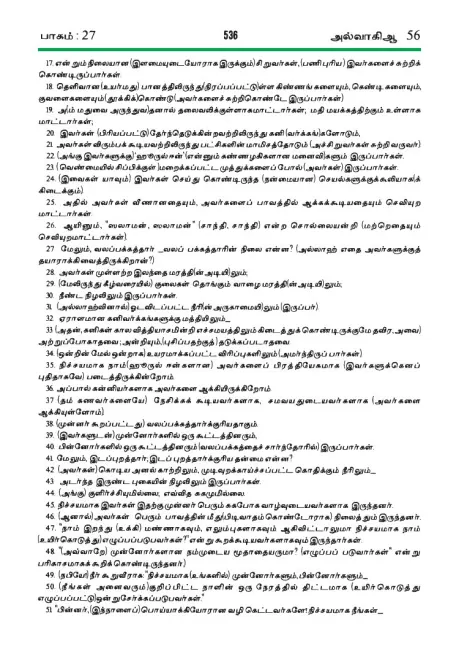 பாகம் : 27 536 அல்வாகிஆ 56
17. என்றும் நிலையான (இளமையுடையோராக இருக்கும்) சிறுவர்கள், (பணி புரிய) இவர்களைச் சுற்றிக்
கொண்டிருப்பார்கள்.
18. தெளிவான (உயர்மது) பானத்திலிருந்து (நிரப்பப்பட்டு)ள்ள கிண்ணங்களையும், கெண்டிகளையும்,
குவளைகளையும் (தூக்கிக்) கொண்டு (அவர்களைச் சுற்றிகொண்டே இருப்பார்கள்)
19. அ(ம் மதுவை அருந்துவ)தனால் தலைவலிக்குள்ளாகமாட்டார்கள்; மதி மயக்கத்திற்கும் உள்ளாக
மாட்டார்கள்;
20. இவர்கள் (பிரியப்பட்டு) தேர்ந்தெடுக்கின்றவற்றிலிருந்து கனி (வர்க்கங்)களோடும்,
21. அவர்கள் விரும்பக் கூடியவற்றிலிருந்து பட்சிகளின் மாமிசத்தோடும் (அச்சிறுவர்கள் சுற்றி வருவர்)
22. (அங்கு இவர்களுக்கு) ஹூருல் ஈன் (என்னும் கண்ணழகிகளான மனைவி)களும் இருப்பார்கள்.
23. (வெண்மையில் சிப்பிக்குள்) மறைக்கப்பட்ட முத்துக்களைப் போல் (அவர்கள்) இருப்பார்கள்.
24. (இவைகள் யாவும்) இவர்கள் செய்து கொண்டிருந்த (நன்மையான) செயல்களுக்குக் கூலியாக(க்
கிடைக்கும்).
25. அதில் அவர்கள் வீணானதையும், அவர்களைப் பாவத்தில் ஆக்கக்கூடியதையும் செவியுற
மாட்டார்கள்.
26. ஆயினும், "ஸலாமன், ஸலாமன்" (சாந்தி, சாந்தி) என்ற சொல்லையன்றி (மற்றெதையும்
செவியுறமாட்டார்கள்).
27 மேலும், வலப்பக்கத்தார் _வலப் பக்கத்தாரின் நிலை என்ன? (அல்லாஹ் எதை அவர்களுக்குத்
தயாராக்கிவைத்திருக்கிறான்?)
28. அவர்கள் முள்ளற்ற இலந்தை மரத்தி(ன் அடியி)லும்;
29. (மேலிருந்து கீழ்வரையில்) குலைகள் தொங்கும் வாழை மரத்தி(ன் அடியி)லும்;
30. நீண்ட நிழலிலும் இருப்பார்கள்.
31. (அல்லாஹ்வினால்) ஓடவிடப்பட்ட நீரி(ன் அருகாமையி)லும் (இருப்பர்).
32. ஏராளமான கனிவர்க்கங்களுக்கு மத்தியிலும்_
33 (அதன், கனிகள் கால வித்தியாசமின்றி எச்சமயத்திலும் கிடைத்துக் கொண்டிருக்குமே தவிர, அவை)
அற்றுப்போகாதவை; அன்றியும், (புசிப்பதற்குத்) தடுக்கப்படாதவை.
34. (ஒன்றின் மேல் ஒன்றாக) உயரமாக்கப்பட்ட விரிப்புகளிலும் (அமர்ந்திருப் பார்கள்.)
35. நிச்சயமாக நாம் (ஹூருல் ஈன்களான) அவர்களைப் பிரத்தியேகமாக (இவர்களுக்கெனப்
புதிதாகவே) படைத்திருக்கின்றோம்.
36. அப்பால் கன்னியர்களாக அவர்களை ஆக்கியிருக்கிறோம்.
37 (தம் கணவர்களையே) நேசிக்கக் கூடியவர்களாக, சமவயதுடையவர்களாக (அவர்களை
ஆக்கியுள்ளோம்)
38. (முன்னர் கூறப்பட்டது) வலப்பக்கத்தார்க்குரியதாகும்.
39. (இவர்களுடன்) முன்னோர்களில் ஒரு கூட்டத்தினரும்,
40. பின்னோர்களில் ஒரு கூட்டத்தினரும் (வலப்பக்கத்தைச் சார்ந்தோரில்) இருப்பார்கள்.
41. மேலும், இடப்புறத்தார்; இடப் புறத்தார்க்குரிய தன்மை என்ன?
42. (அவர்கள்) கொடிய அனல் காற்றிலும், முடிவுறக் காய்ச்சப்பட்ட கொதிக்கும் நீரிலும்_
43. அடர்ந்த இருண்ட புகையின் நிழலிலும் இருப்பார்கள்.
44. (அங்கு) குளிர்ச்சியுமில்லை; எவ்வித சுகமுமில்லை.
45. நிச்சயமாக இவர்கள் இதற்கு முன்னர் பெரும் சுகபோக வாழ்வுடையவர்களாக இருந்தனர்.
46. (ஆனால்) அவர்கள் பெரும் பாவத்தின் மீது (பிடிவாதம் கொண்டோராக) நிலைத்தும் இருந்தனர்.
47. "நாம் இறந்து (உக்கி) மண்ணாகவும், எலும்புகளாகவும் ஆகிவிட்டாலுமா நிச்சயமாக நாம்
(உயிர்கொடுத்து) எழுப்பப்படுபவர்கள்?" என்று கூறக்கூடியவர்களாகவும் இருந்தார்கள்.
48. "(அவ்வாறே) முன்னோர்களான நம்முடைய மூதாதையருமா? (எழுப்பப் படுவார்கள்" என்று
பரிகாசமாகக் கூறிக் கொண்டிருந்தனர்.)
49. (நபியே!) நீர் கூறுவீராக: "நிச்சயமாக (உங்களில்) முன்னோர்களும், பின்னோர்களும்_
50. (நீங்கள் அனைவரும்) குறிப்பிட்ட நாளின் ஒரு நேரத்தில் திட்டமாக (உயிர் கொடுத்து
எழுப்பப்பட்டு) ஒன்று சேர்க்கப்படுபவர்கள்."
51 "பின்னர், (இந்நாளைப்) பொய்யாக்கியோரான வழி கெட்டவர்களே! நிச்சயமாக நீங்கள்_